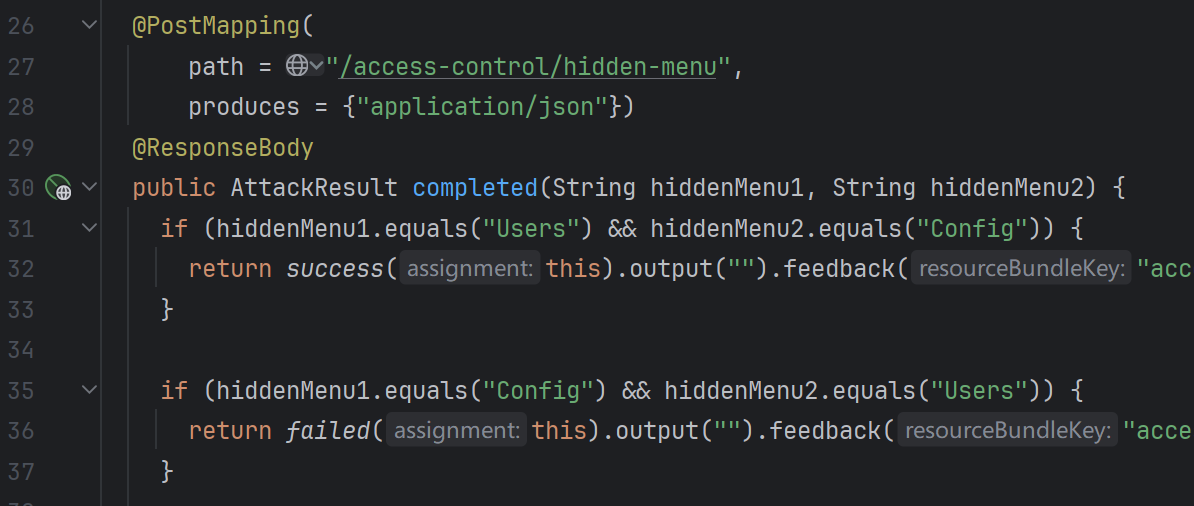 26 @PostMapping(
27 path = "/access-control/hidden-menu",
28 produces = {"application/json"})
29 @ResponseBody
30 public AttackResult completed(String hiddenMenu1, String hiddenMenu2) {
31 if (hiddenMenu1.equals("Users") && hiddenMenu2.equals("Config")) {
32 return success( assignment: this).output("").feedback( resourceBundleKey: "acc
33 }
34
35 if (hiddenMenu1.equals("Config") && hiddenMenu2.equals("Users")) {
36 return failed( assignment: this).output("").feedback( resourceBundleKey: "acce
37 }